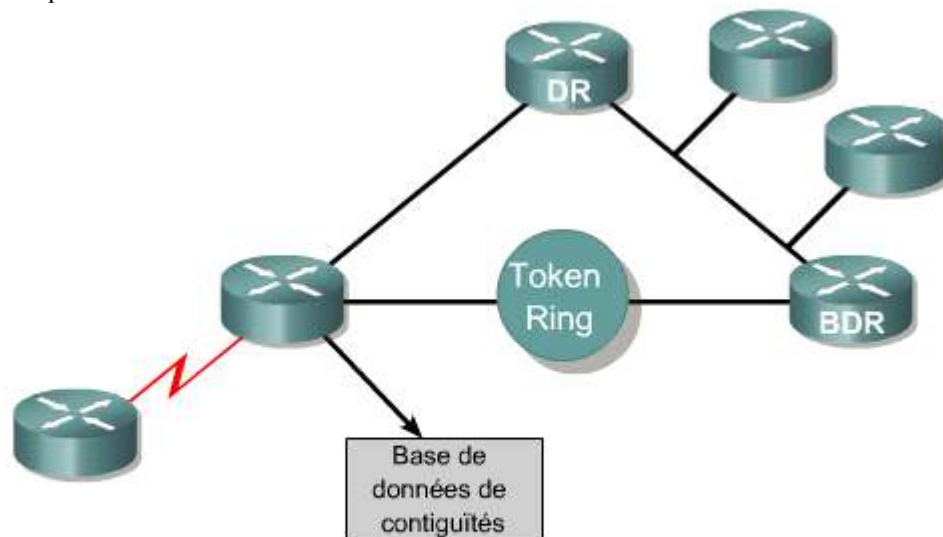 DR
Token
Ring
BDR
Base de
données de
contiguïtés